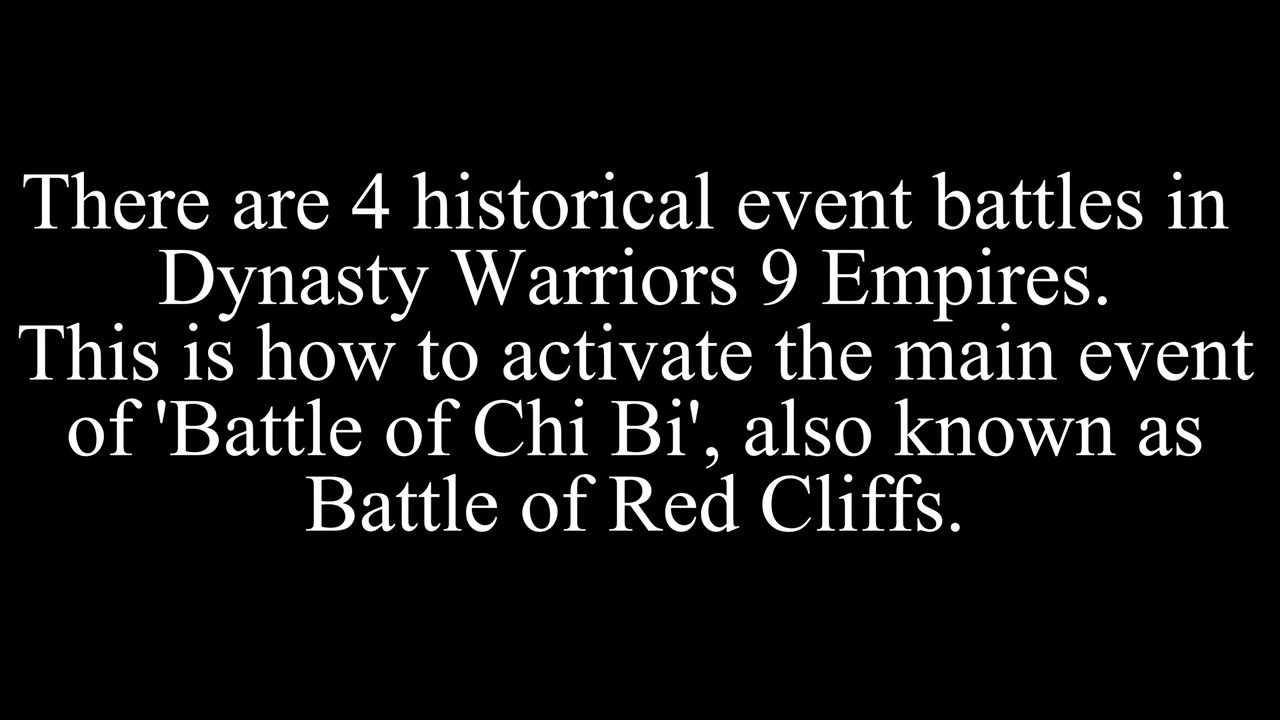 There are 4 historical event battles in
Dynasty Warriors 9 Empires.
This is how to activate the main event
of 'Battle of Chi Bi', also known as
Battle of Red Cliffs.